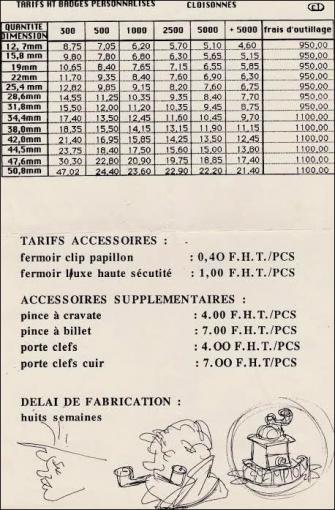 TARIFS HT BADGES PERSONNALISES CLOISONNES
QUANTITE DIMENSION 300 500 1000 2500 5000 + 5000 frais d'outillage
12,7mm 8,75 7,05 6,20 5,70 5,10 4,60 950,00
15,8 mm 9,80 7,80 6,80 6,30 5,65 5,15 950,00
19mm 10,65 8,40 7,65 7,15 6,55 5,85 950,00
22mm 11,70 9,35 8,40 7,60 6,90 6,30 950,00
25,4 mm 12,82 9,85 9,15 8,20 7,60 6,75 950,00
28,6mm 14,55 11,25 10,35 9,35 8,40 7,70 950,00
31,8mm 15,50 12,00 11,20 10,35 9,45 8,75 950,00
34,4mm 17,40 13,50 12,45 11,60 10,45 9,70 1100,00
38,0mm 18,35 15,50 14,15 13,15 11,90 11,15 1100,00
42,0mm 21,40 16,95 15,85 14,25 13,50 12,45 1100,00
44,5mm 23,75 18,40 17,50 15,60 15,00 13,80 1100,00
47,6mm 30,30 22,80 20,90 19,75 18,85 17,40 1100,00
50,8mm 47,02 24,40 23,60 22,90 22,20 21,40 1100,00
TARIFS ACCESSOIRES :
fermoir clip papillon : 0,40 F.H.T./PCS
fermoir luxe haute sécutité : 1,00 F.H.T./PCS
ACCESSOIRES SUPPLEMENTAIRES :
pince à cravate : 4.00 F.H.T./PCS
pince à billet : 7.00 F.H.T./PCS
porte clefs : 4.OO F.H.T./PCS
porte clefs cuir : 7.OO F.H.T/PCS
DELAI DE FABRICATION :
huits semaines